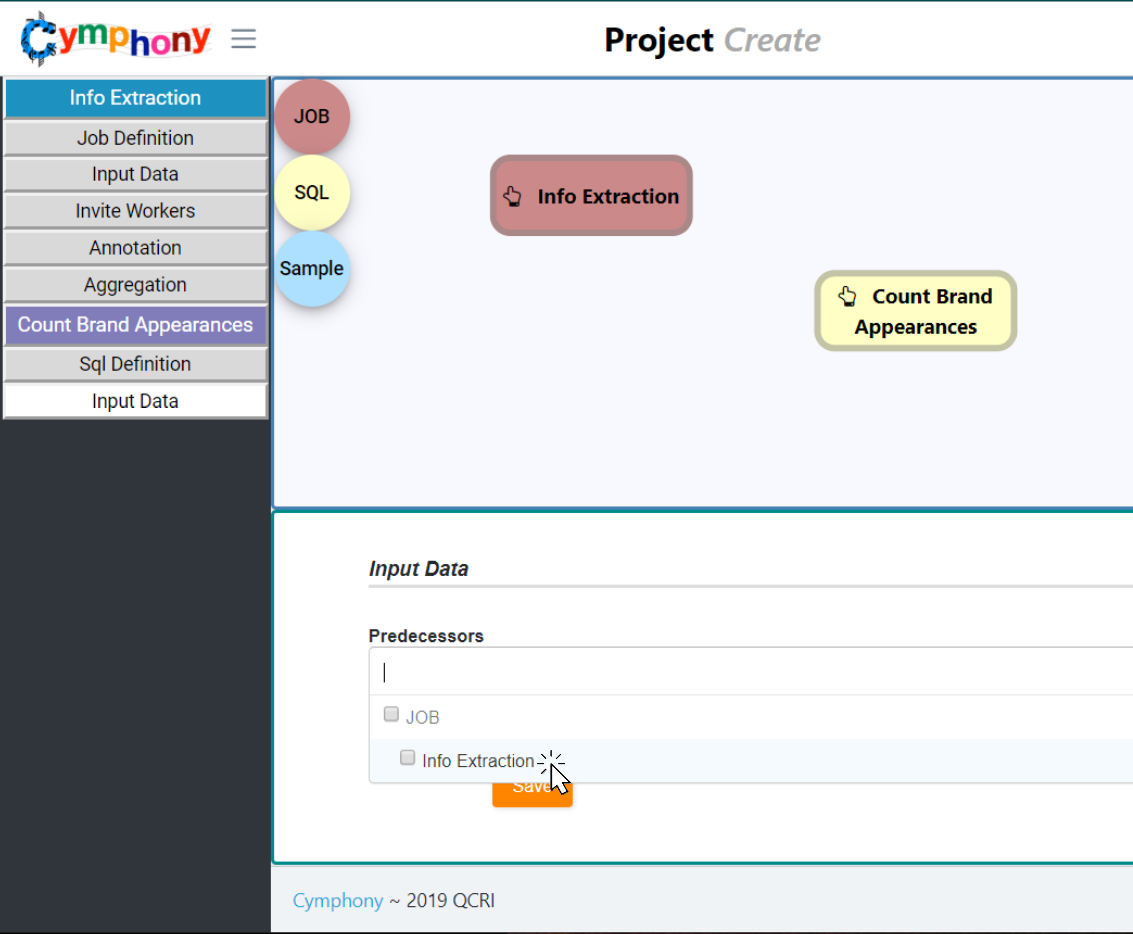 Cymphony
Project Create
Info Extraction
Job Definition
Input Data
Invite Workers
Annotation
Aggregation
Count Brand Appearances
Sql Definition
Input Data
JOB
SQL
Sample
Info Extraction
Count Brand
Appearances
Input Data
Predecessors
JOB
Info Extraction
Save
Cymphony ~ 2019 QCRI